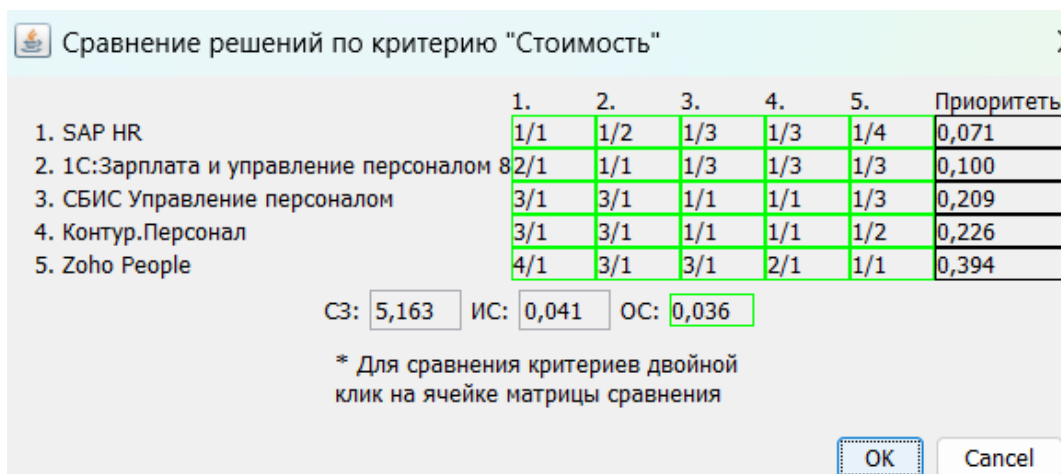 Сравнение решений по критерию "Стоимость"
1. 2. 3. 4. 5. Приоритеть
1. SAP HR 1/1 1/2 1/3 1/3 1/4 0,071
2. 1С:Зарплата и управление персоналом 8 2/1 1/1 1/3 1/3 1/3 0,100
3. СБИС Управление персоналом 3/1 3/1 1/1 1/1 1/3 0,209
4. Контур.Персонал 3/1 3/1 1/1 1/1 1/2 0,226
5. Zoho People 4/1 3/1 3/1 2/1 1/1 0,394
СЗ: 5,163 ИС: 0,041 ОС: 0,036
* Для сравнения критериев двойной
клик на ячейке матрицы сравнения
OK Cancel